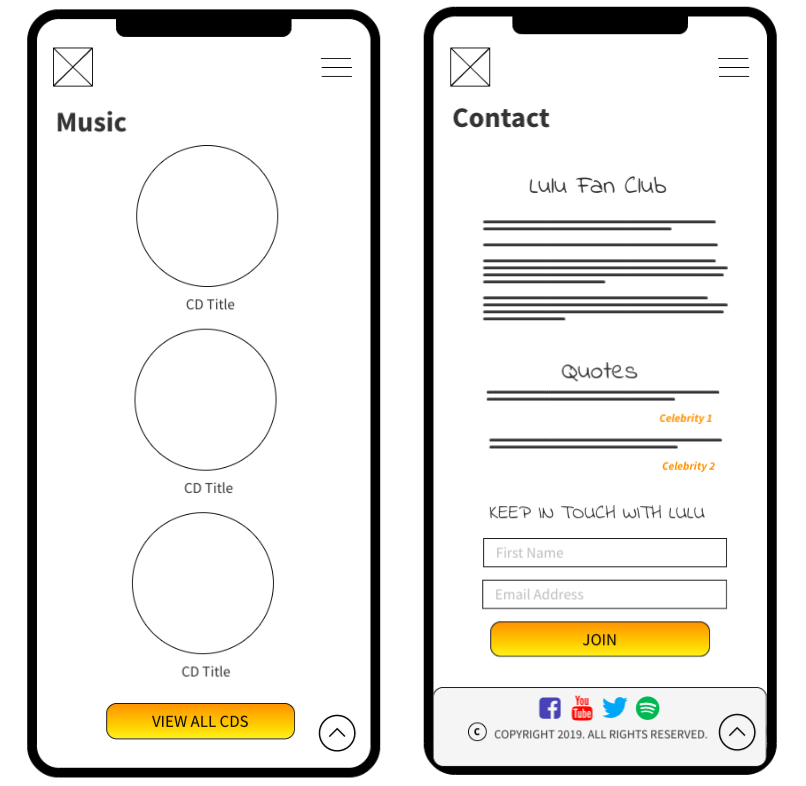 Music
CD Title
CD Title
CD Title
VIEW ALL CDS
Contact
Lulu Fan Club
Quotes
Celebrity 1
Celebrity 2
KEEP IN TOUCH WITH LULU
First Name
Email Address
JOIN
You
Tube
C COPYRIGHT 2019. ALL RIGHTS RESERVED.